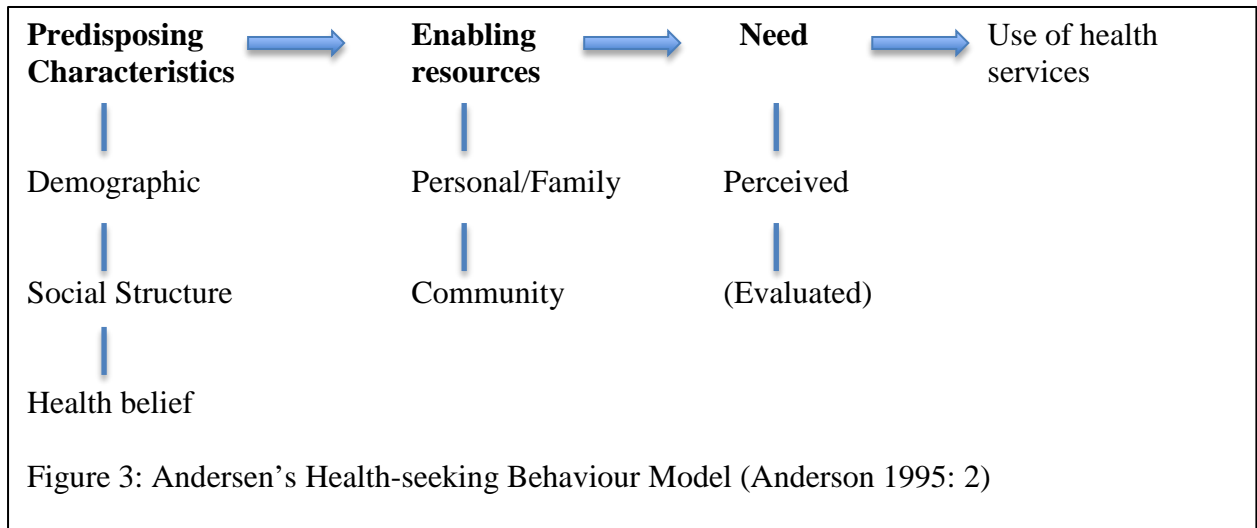 Predisposing Characteristics
Enabling resources
Need
Use of health services
Demographic
Personal/Family
Perceived
Social Structure
Community
(Evaluated)
Health belief
Figure 3: Andersen’s Health-seeking Behaviour Model (Anderson 1995: 2)